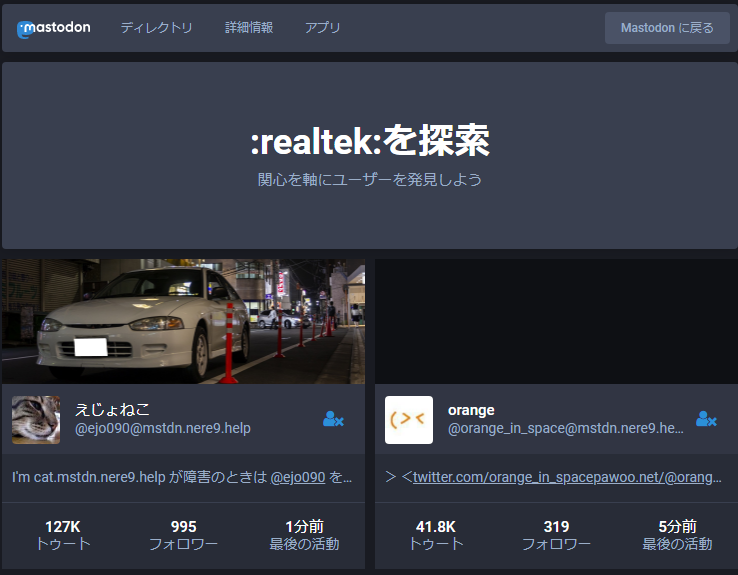 mastodon ディレクトリ 詳細情報 アプリ Mastodon に戻る
:realtek:を探索
関心を軸にユーザーを発見しよう
えじょねこ
@ejo090@mstdn.nere9.help
I'm cat.mstdn.nere9.help が障害のときは @ejo090 を…
127K 995 1分前
トゥート フォロワー 最後の活動
orange
@orange_in_space@mstdn.nere9.he…
＞＜twitter.com/orange_in_spacepawoo.net/@orang…
41.8K 319 5分前
トゥート フォロワー 最後の活動